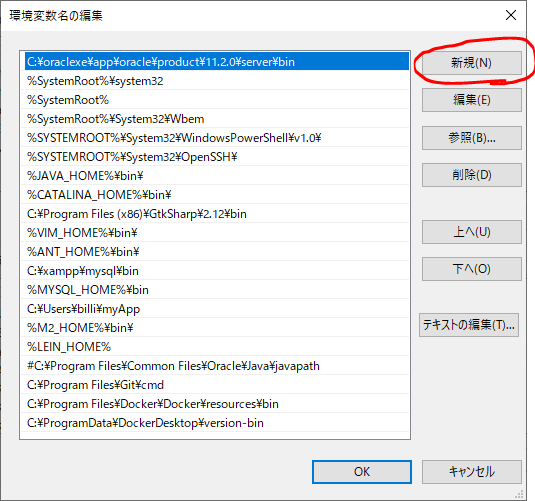 環境変数名の編集
C:¥oraclexe¥app¥oracle¥product¥11.2.0¥server¥bin
%SystemRoot%¥system32
%SystemRoot%
%SystemRoot%¥System32¥Wbem
%SYSTEMROOT%¥System32¥WindowsPowerShell¥v1.0¥
%SYSTEMROOT%¥System32¥OpenSSH¥
%JAVA_HOME%¥bin¥
%CATALINA_HOME%¥bin¥
C:¥Program Files (x86)¥GtkSharp¥2.12¥bin
%VIM_HOME%¥bin¥
%ANT_HOME%¥bin¥
C:¥xampp¥mysql¥bin
%MYSQL_HOME%¥bin
C:¥Users¥billi¥myApp
%M2_HOME%¥bin¥
%LEIN_HOME%
#C:¥Program Files¥Common Files¥Oracle¥Java¥javapath
C:¥Program Files¥Git¥cmd
C:¥Program Files¥Docker¥Docker¥resources¥bin
C:¥ProgramData¥DockerDesktop¥version-bin
新規(N)
編集(E)
参照(B)...
削除(D)
上へ(U)
下へ(O)
テキストの編集(T)...
OK
キャンセル